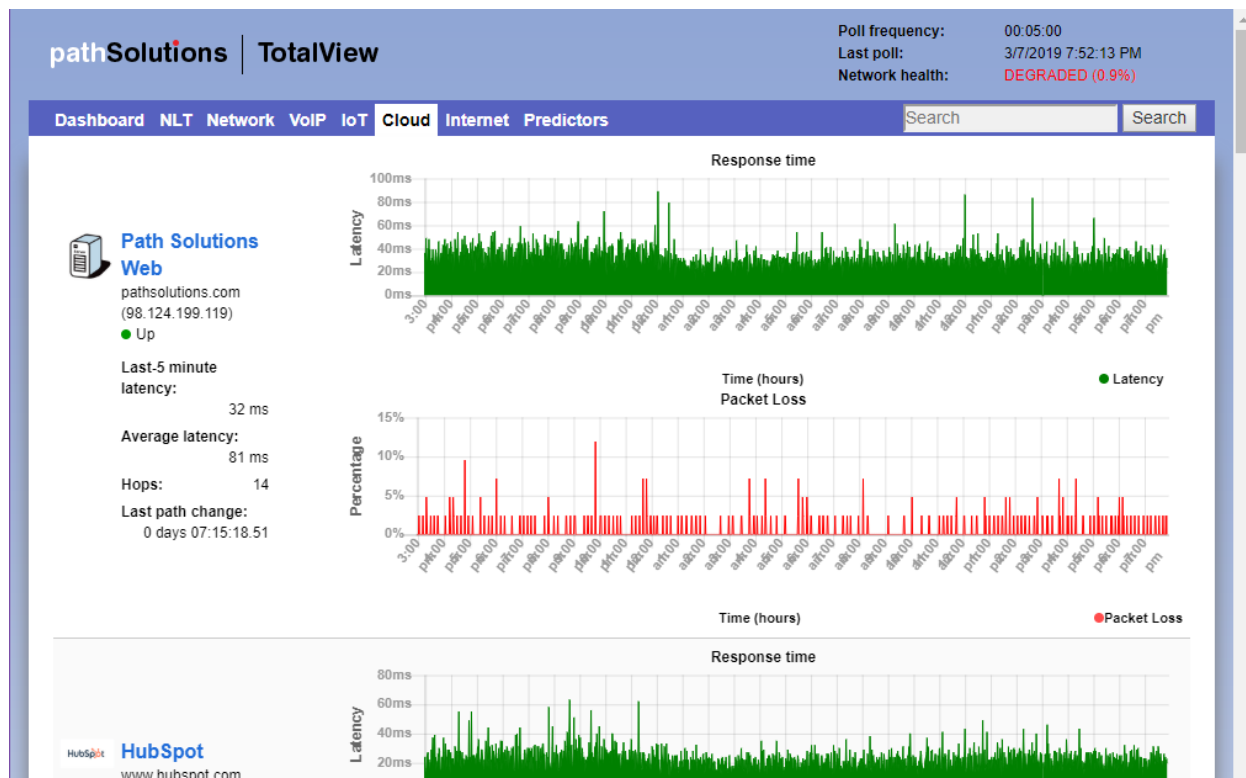 pathSolutions TotalView
Poll frequency: 00:05:00
Last poll: 3/7/2019 7:52:13 PM
Network health: DEGRADED (0.9%)
Dashboard NLT Network VoIP IoT Cloud Internet Predictors Search Search
Path Solutions
Web
pathsolutions.com
(98.124.199.119)
Up
Last-5 minute
latency:
32 ms
Average latency:
81 ms
Hops: 14
Last path change:
0 days 07:15:18.51
Response time
100ms
80ms
60ms
40ms
20ms
0ms
Latency
3:00
Time (hours)
Latency
Packet Loss
15%
10%
5%
0%
Percentage
3:00
Time (hours)
Packet Loss
HubSpot
HubSpot
www.hubspot.com
Response time
80ms
60ms
40ms
20ms
Latency